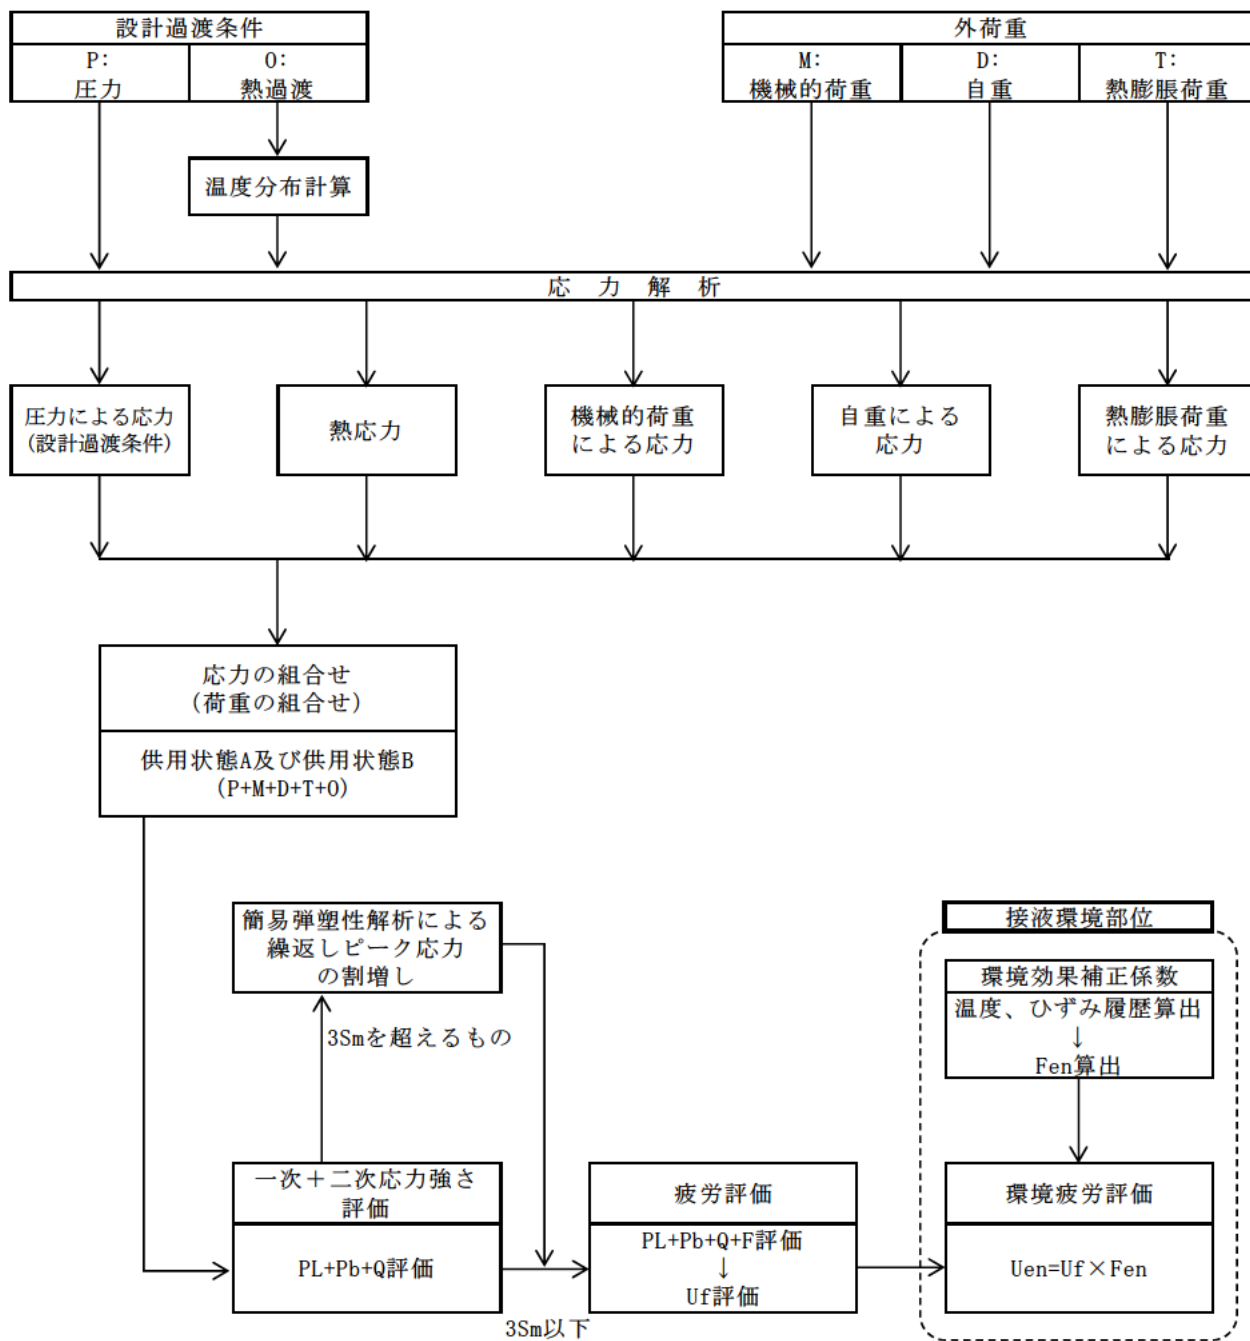 設計過渡条件
P:
圧力
O:
熱過渡
外荷重
M:
機械的荷重
D:
自重
T:
熱膨脹荷重
温度分布計算
応 力 解 析
圧力による応力
(設計過渡条件)
熱応力
機械的荷重
による応力
自重による
応力
熱膨脹荷重
による応力
応力の組合せ
(荷重の組合せ)
供用状態A及び供用状態B
(P+M+D+T+O)
簡易弾塑性解析による
繰返しピーク応力
の割増し
3Smを超えるもの
一次＋二次応力強さ
評価
PL+Pb+Q評価
3Sm以下
疲労評価
PL+Pb+Q+F評価
↓
Uf評価
接液環境部位
環境効果補正係数
温度、ひずみ履歴算出
↓
Fen算出
環境疲労評価
Uen=Uf×Fen